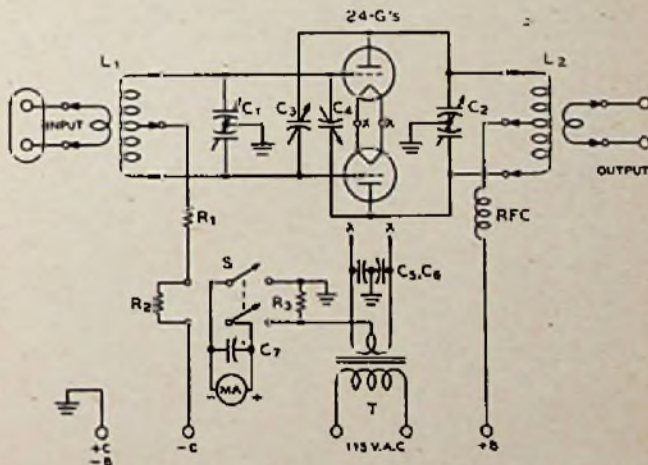 24-G's
L1
L2
C1
C3
C4
C2
X
X
INPUT
OUTPUT
R1
RFC
X
X
S
C5, C6
R2
R3
C7
- MA +
T
+C
-B
-C
115 V. A.C
+B